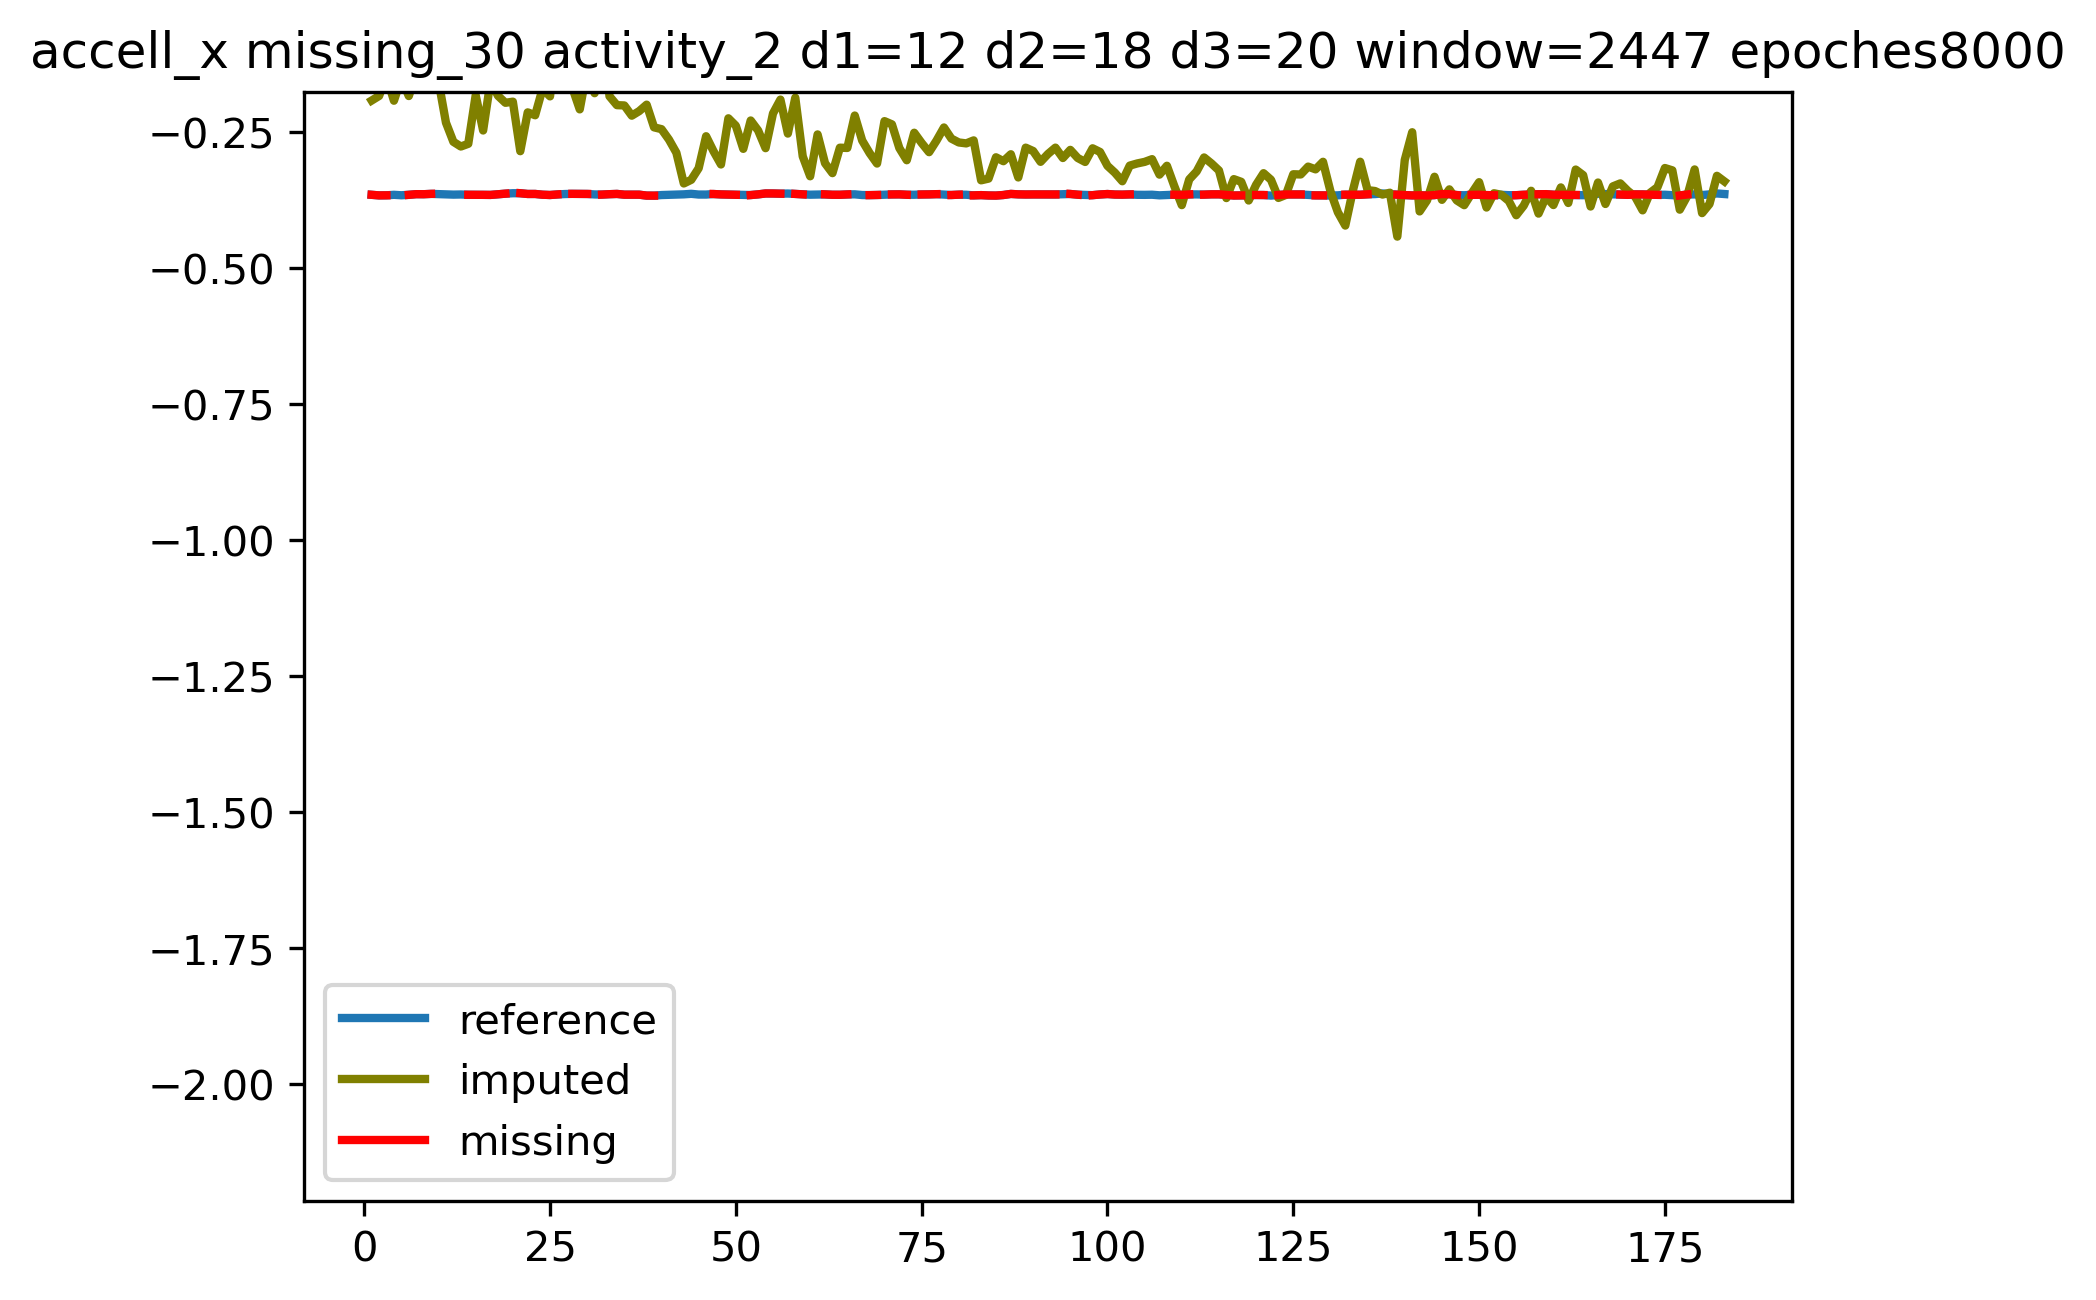 accell_x missing_30 activity_2 d1=12 d2=18 d3=20 window=2447 epoches8000
−0.25
−0.50
−0.75
−1.00
−1.25
−1.50
−1.75
−2.00
reference
imputed
missing
0 25 50 75 100 125 150 175